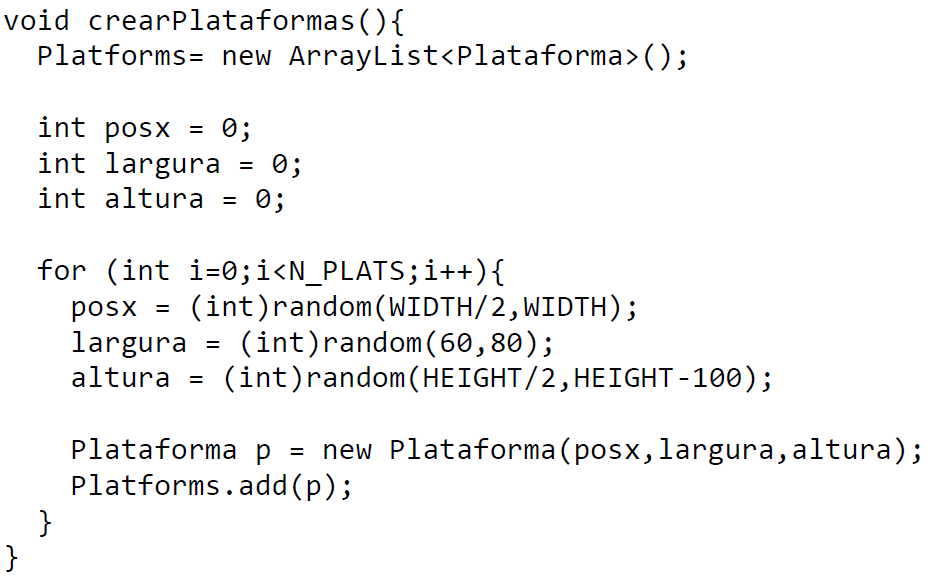 void crearPlataformas(){
  Platforms= new ArrayList<Plataforma>();

  int posx = 0;
  int largura = 0;
  int altura = 0;

  for (int i=0;i<N_PLATS;i++){
    posx = (int)random(WIDTH/2,WIDTH);
    largura = (int)random(60,80);
    altura = (int)random(HEIGHT/2,HEIGHT-100);

    Plataforma p = new Plataforma(posx,largura,altura);
    Platforms.add(p);
  }
}